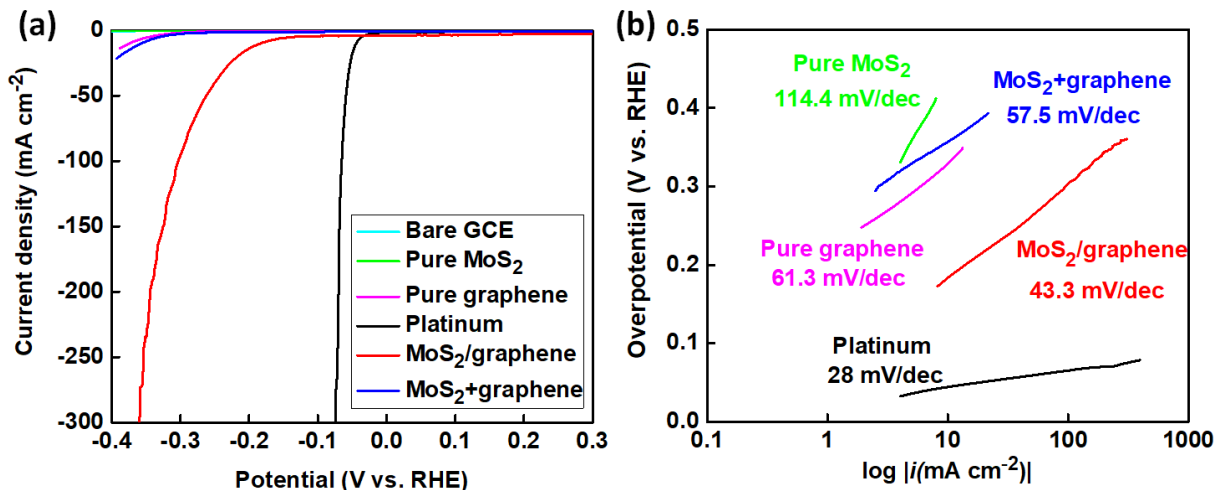 (a)
0
-50
-100
-150
-200
-250
-300
-0.4 -0.3 -0.2 -0.1 0.0 0.1 0.2 0.3
Current density (mA cm⁻²)
Potential (V vs. RHE)
Bare GCE
Pure MoS₂
Pure graphene
Platinum
MoS₂/graphene
MoS₂+graphene
(b)
0.5
0.4
0.3
0.2
0.1
0.0
0.1 1 10 100 1000
Overpotential (V vs. RHE)
log |i(mA cm⁻²)|
Pure MoS₂
114.4 mV/dec
MoS₂+graphene
57.5 mV/dec
Pure graphene
61.3 mV/dec
MoS₂/graphene
43.3 mV/dec
Platinum
28 mV/dec